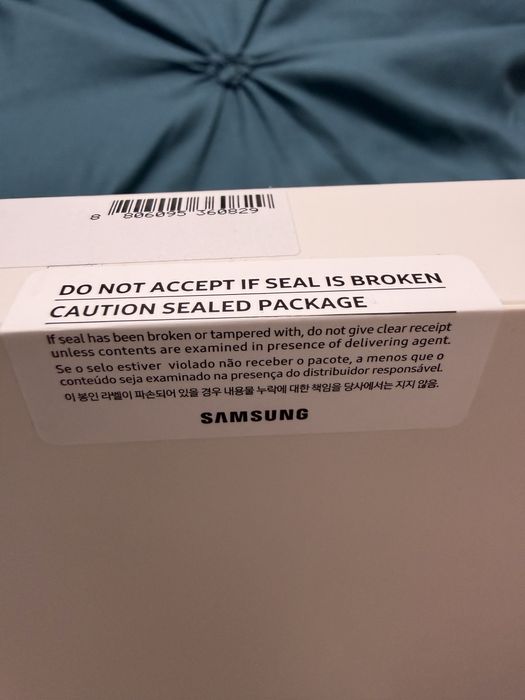 8 806095 360829
DO NOT ACCEPT IF SEAL IS BROKEN
CAUTION SEALED PACKAGE
If seal has been broken or tampered with, do not give clear receipt
unless contents are examined in presence of delivering agent.
Se o selo estiver violado não receber o pacote, a menos que o
conteúdo seja examinado na presença do distribuidor responsável.
이 봉인 라벨이 파손되어 있을 경우 내용물 누락에 대한 책임을 당사에서는 지지 않음.
SAMSUNG